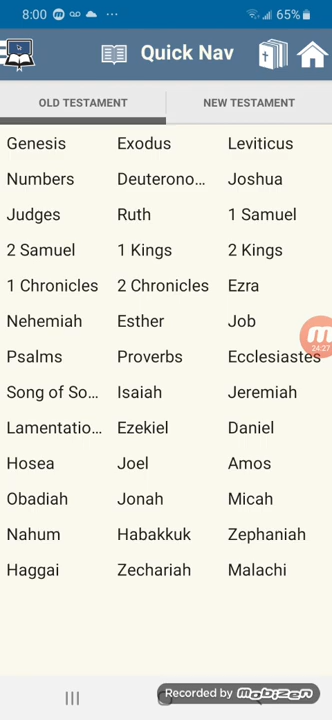 8:00 65%
Quick Nav
OLD TESTAMENT NEW TESTAMENT
Genesis Exodus Leviticus
Numbers Deuterono... Joshua
Judges Ruth 1 Samuel
2 Samuel 1 Kings 2 Kings
1 Chronicles 2 Chronicles Ezra
Nehemiah Esther Job
24:27
Psalms Proverbs Ecclesiastes
Song of So... Isaiah Jeremiah
Lamentatio... Ezekiel Daniel
Hosea Joel Amos
Obadiah Jonah Micah
Nahum Habakkuk Zephaniah
Haggai Zechariah Malachi
Recorded by mobizen